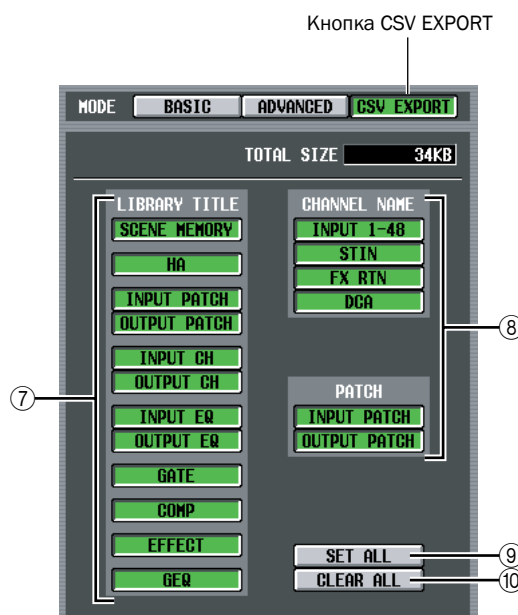 Кнопка CSV EXPORT
MODE BASIC ADVANCED CSV EXPORT
TOTAL SIZE 34KB
LIBRARY TITLE
SCENE MEMORY
HA
INPUT PATCH
OUTPUT PATCH
INPUT CH
OUTPUT CH
INPUT EQ
OUTPUT EQ
GATE
COMP
EFFECT
GEQ
⑦
CHANNEL NAME
INPUT 1-48
STIN
FX RTN
DCA
⑧
PATCH
INPUT PATCH
OUTPUT PATCH
SET ALL ⑨
CLEAR ALL ⑩